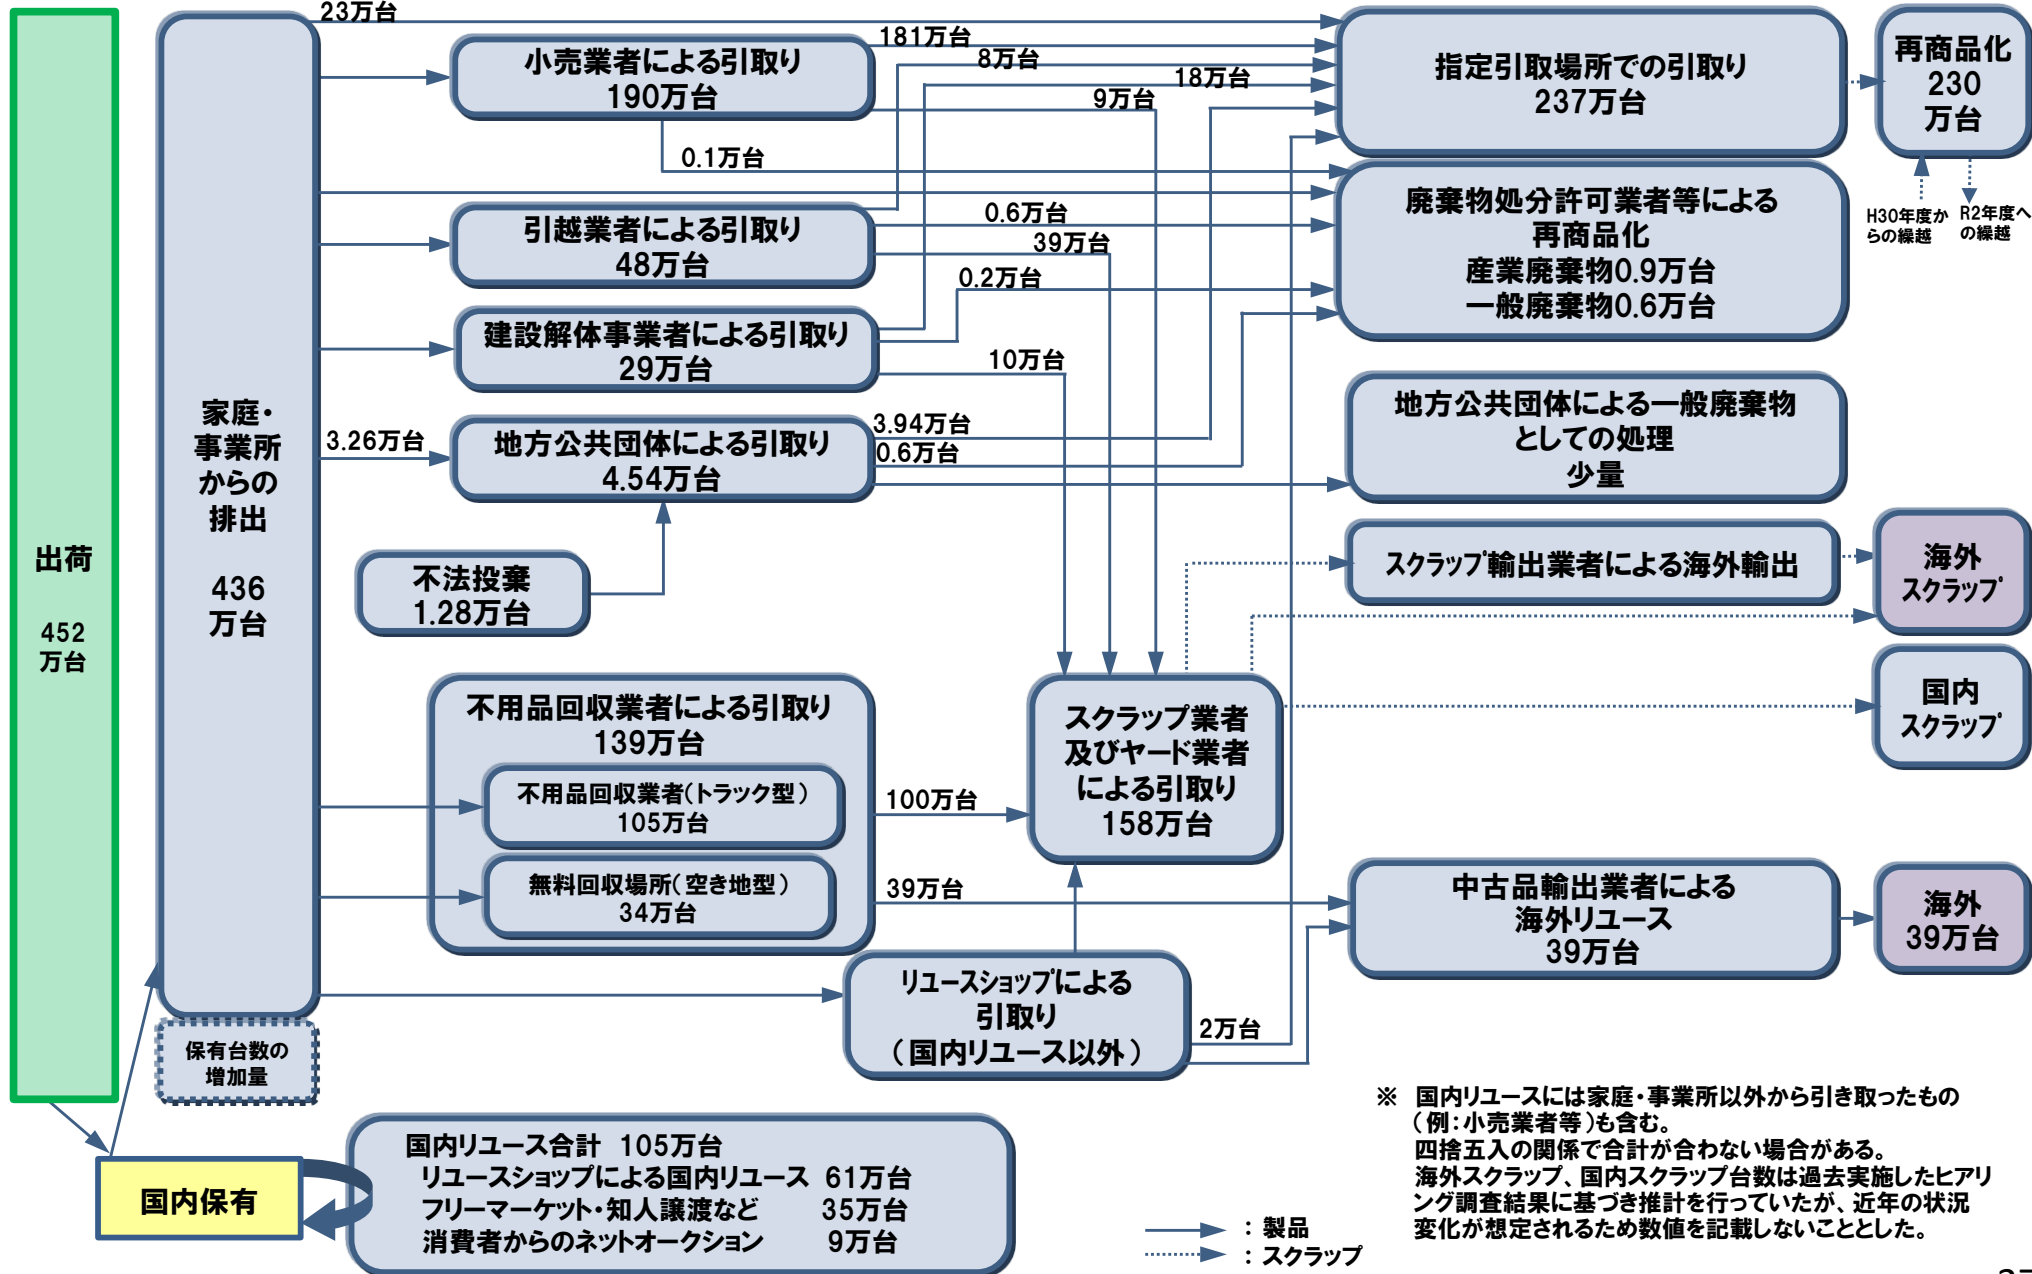 出荷
452
万台
家庭・
事業所
からの
排出
436
万台
保有台数の
増加量
国内保有
23万台
小売業者による引取り
190万台
181万台
8万台
18万台
9万台
0.1万台
引越業者による引取り
48万台
0.6万台
39万台
0.2万台
建設解体事業者による引取り
29万台
10万台
3.26万台
地方公共団体による引取り
4.54万台
3.94万台
0.6万台
不法投棄
1.28万台
不用品回収業者による引取り
139万台
不用品回収業者(トラック型)
105万台
無料回収場所(空き地型)
34万台
100万台
39万台
スクラップ業者
及びヤード業者
による引取り
158万台
リユースショップによる
引取り
(国内リユース以外)
2万台
指定引取場所での引取り
237万台
再商品化
230
万台
H30年度か
らの繰越
R2年度へ
の繰越
廃棄物処分許可業者等による
再商品化
産業廃棄物0.9万台
一般廃棄物0.6万台
地方公共団体による一般廃棄物
としての処理
少量
スクラップ輸出業者による海外輸出
海外
スクラップ
国内
スクラップ
中古品輸出業者による
海外リユース
39万台
海外
39万台
国内リユース合計 105万台
リユースショップによる国内リユース 61万台
フリーマーケット・知人譲渡など 35万台
消費者からのネットオークション 9万台
:製品
:スクラップ
※ 国内リユースには家庭・事業所以外から引き取ったもの
(例:小売業者等)も含む。
四捨五入の関係で合計が合わない場合がある。
海外スクラップ、国内スクラップ台数は過去実施したヒアリ
ング調査結果に基づき推計を行っていたが、近年の状況
変化が想定されるため数値を記載しないこととした。